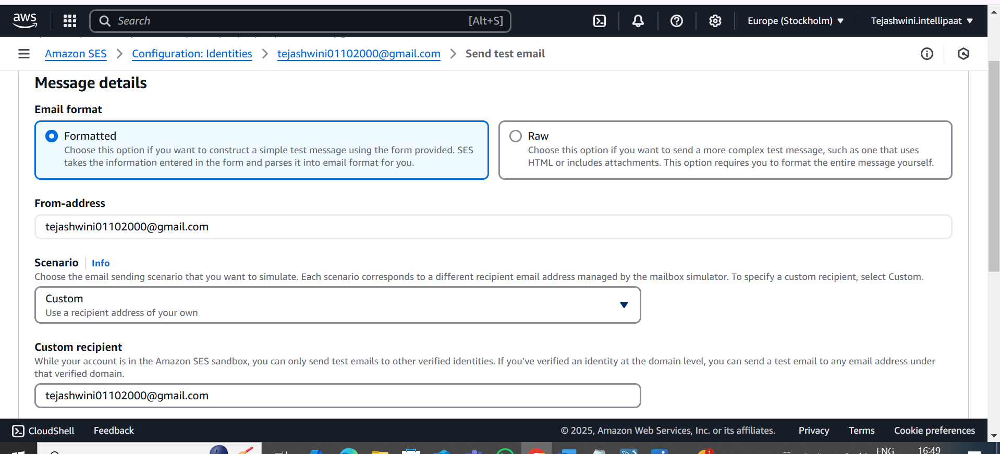 aws
Search [Alt+S]
Europe (Stockholm)
Tejashwini.intellipaat
Amazon SES > Configuration: Identities > tejashwini01102000@gmail.com > Send test email
Message details
Email format
Formatted
Choose this option if you want to construct a simple test message using the form provided. SES
takes the information entered in the form and parses it into email format for you.
Raw
Choose this option if you want to send a more complex test message, such as one that uses
HTML or includes attachments. This option requires you to format the entire message yourself.
From-address
tejashwini01102000@gmail.com
Scenario Info
Choose the email sending scenario that you want to simulate. Each scenario corresponds to a different recipient email address managed by the mailbox simulator. To specify a custom recipient, select Custom.
Custom
Use a recipient address of your own
Custom recipient
While your account is in the Amazon SES sandbox, you can only send test emails to other verified identities. If you’ve verified an identity at the domain level, you can send a test email to any email address under
that verified domain.
tejashwini01102000@gmail.com
CloudShell Feedback © 2025, Amazon Web Services, Inc. or its affiliates. Privacy Terms Cookie preferences
1
ENG 16:49